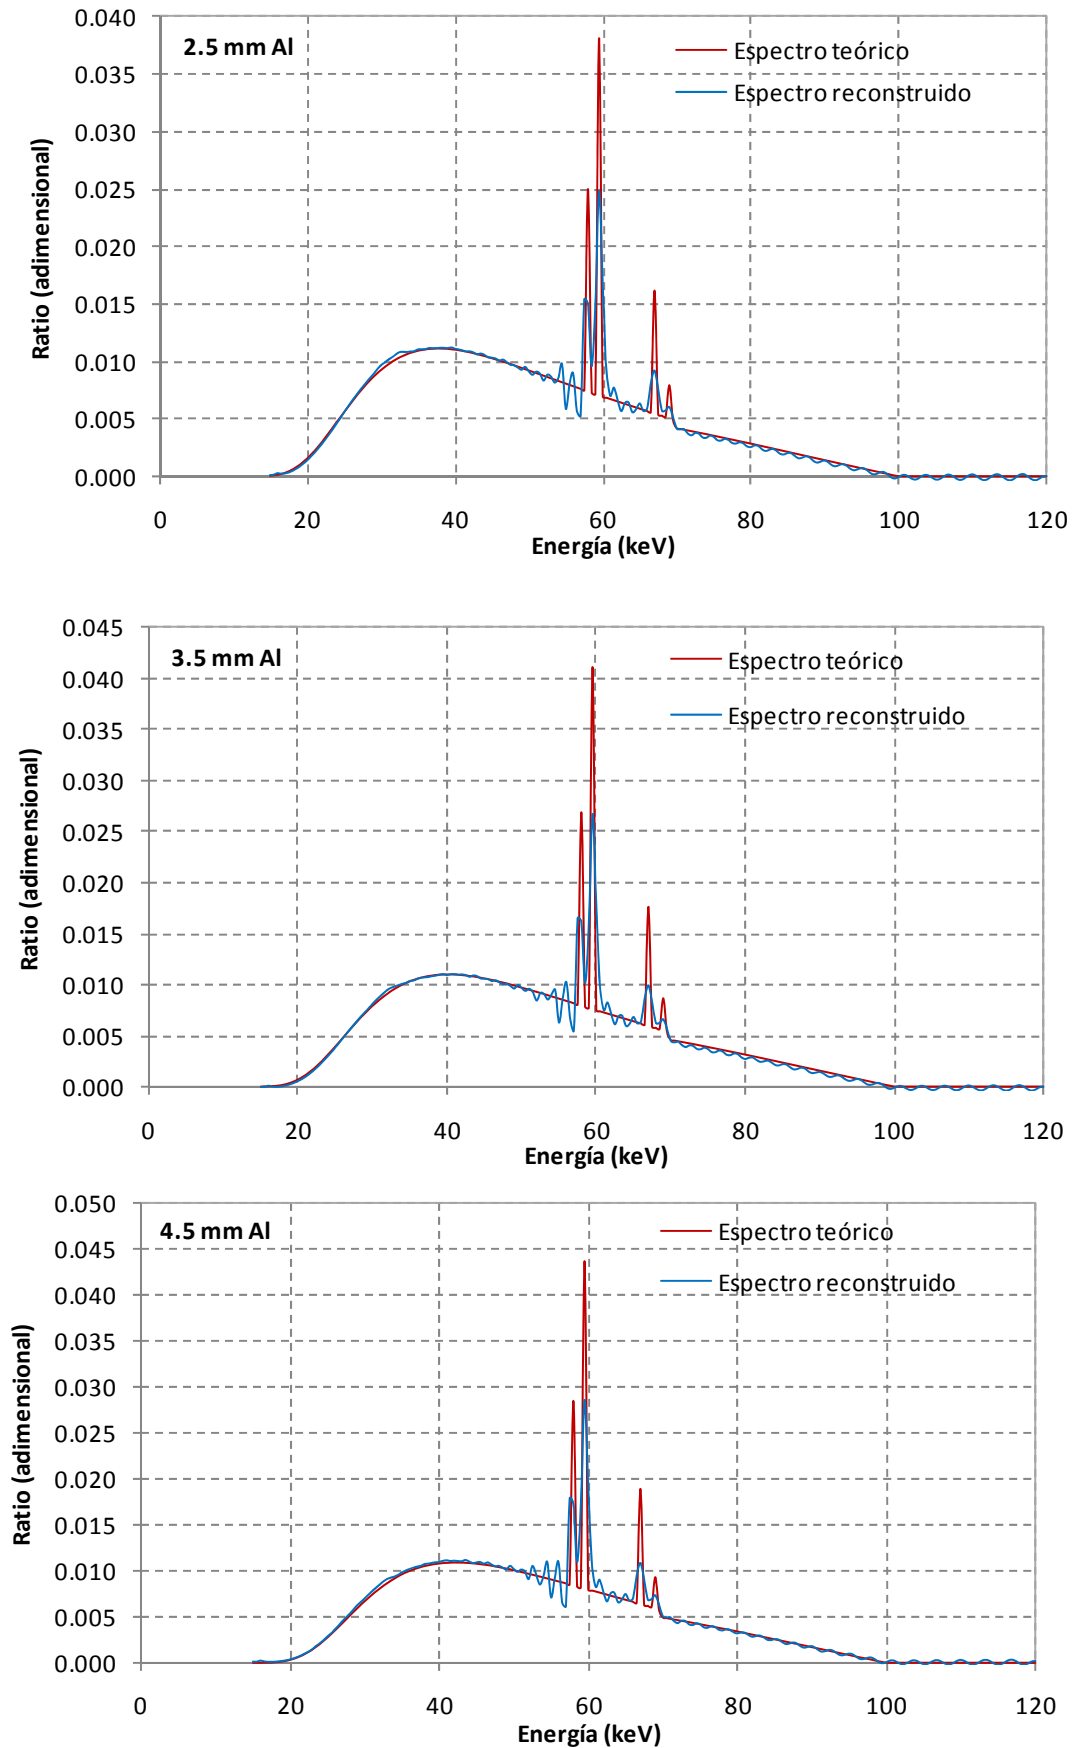 0.040
2.5 mm Al
Espectro teórico
0.035
Espectro reconstruido
0.030
0.025
0.020
0.015
0.010
0.005
0.000
Ratio (adimensional)
0 20 40 60 80 100 120
Energía (keV)
0.045
3.5 mm Al
Espectro teórico
0.040
0.035
Espectro reconstruido
0.030
0.025
0.020
0.015
0.010
0.005
0.000
Ratio (adimensional)
0 20 40 60 80 100 120
Energía (keV)
0.050
4.5 mm Al
Espectro teórico
0.045
Espectro reconstruido
0.040
0.035
0.030
0.025
0.020
0.015
0.010
0.005
0.000
Ratio (adimensional)
0 20 40 60 80 100 120
Energía (keV)